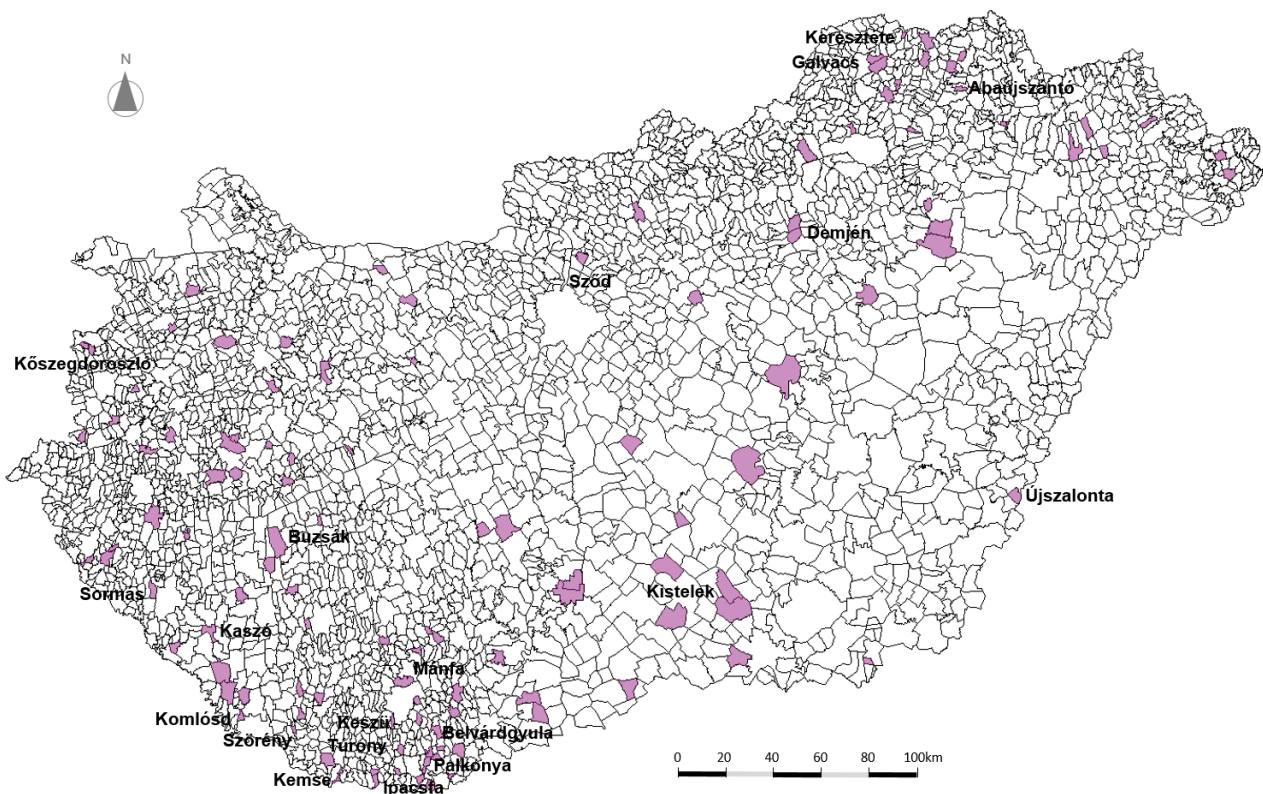 Keresztéte
N
Galvács
Abaújszántó
Demjén
Sződ
Kőszegdoroszló
Újszalonta
Buzsák
Sormás
Kistelek
Kaszó
Mánfa
Komlósd
Keszü
Szörény
Belvárdgyula
Turony
Palkonya
Kemse
Ipacsfa
0 20 40 60 80 100km